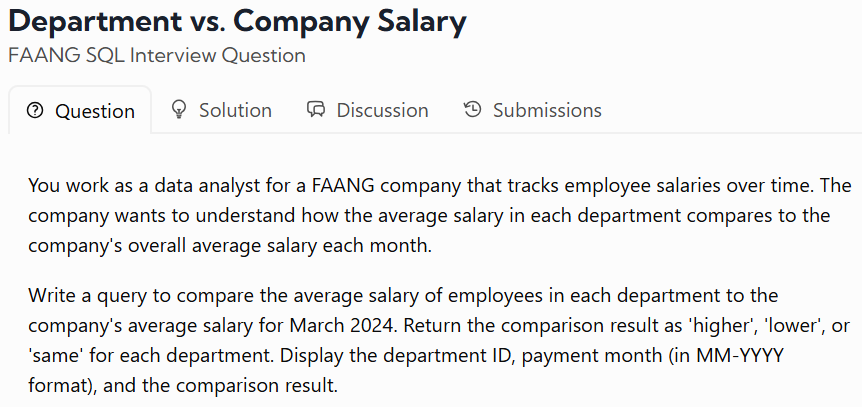 Department vs. Company Salary
FAANG SQL Interview Question
Question Solution Discussion Submissions
You work as a data analyst for a FAANG company that tracks employee salaries over time. The
company wants to understand how the average salary in each department compares to the
company's overall average salary each month.
Write a query to compare the average salary of employees in each department to the
company's average salary for March 2024. Return the comparison result as 'higher', 'lower', or
'same' for each department. Display the department ID, payment month (in MM-YYYY
format), and the comparison result.